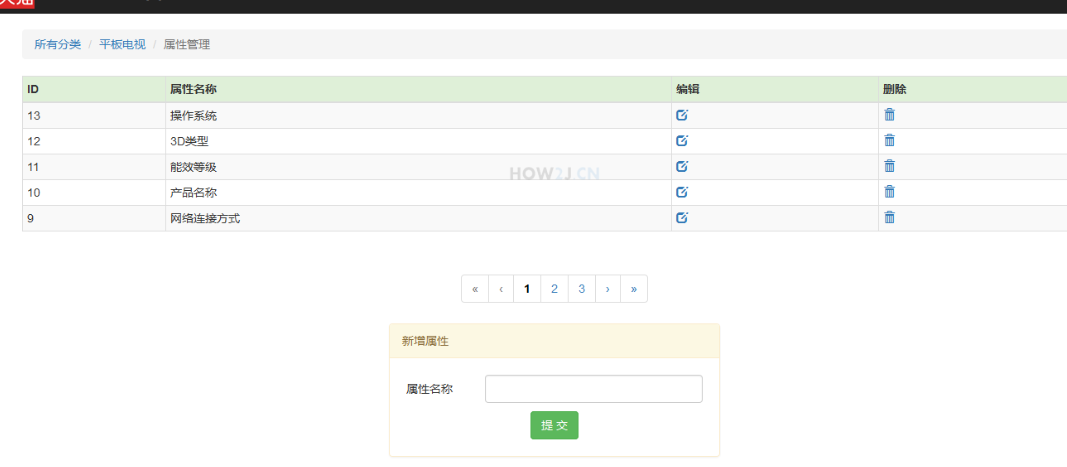 所有分类 / 平板电视 / 属性管理
ID 属性名称 编辑 删除
13 操作系统
12 3D类型
11 能效等级
HOW2J.CN
10 产品名称
9 网络连接方式
« ‹ 1 2 3 › »
新增属性
属性名称
提交